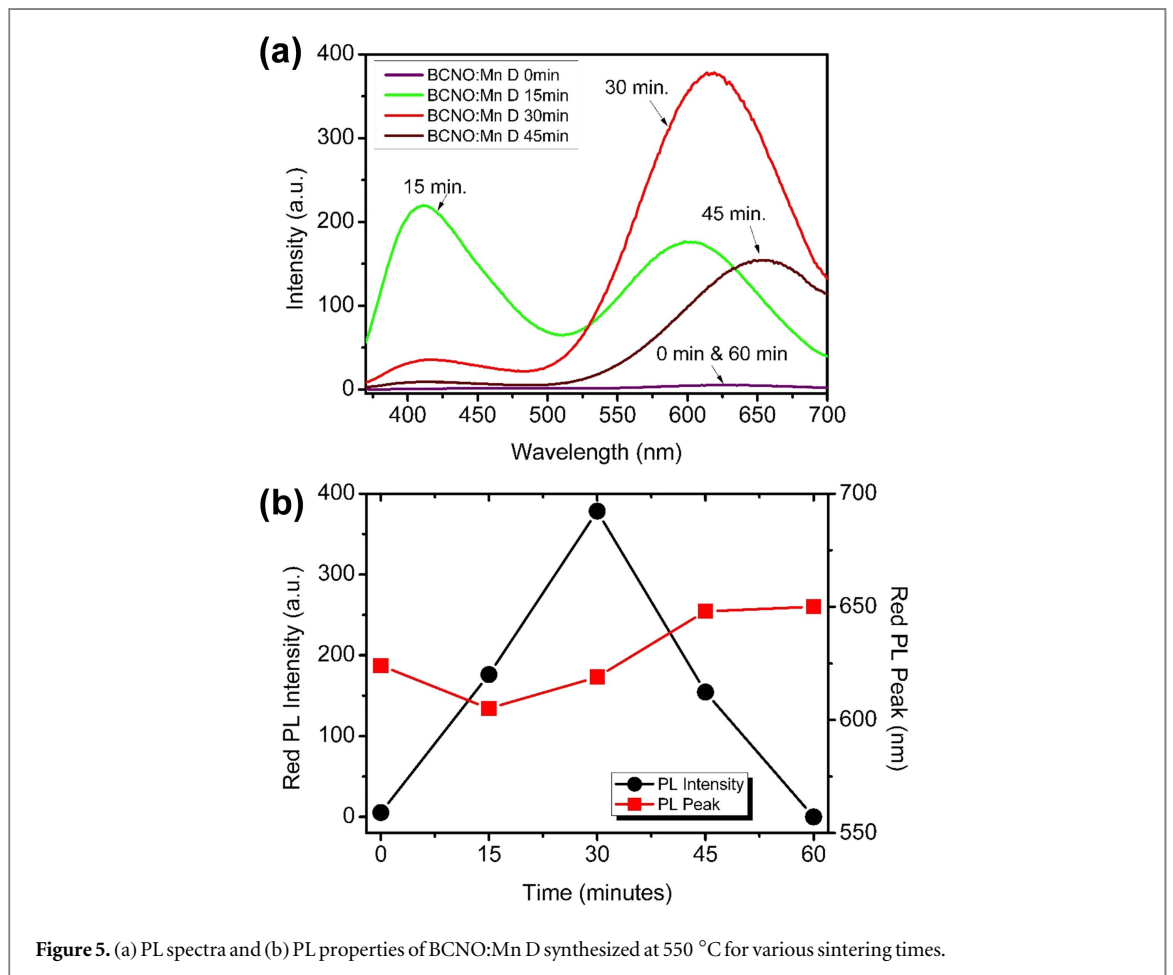 (a)
400
300
200
100
0
Intensity (a.u.)
BCNO:Mn D 0min
BCNO:Mn D 15min
BCNO:Mn D 30min
BCNO:Mn D 45min
30 min.
15 min.
45 min.
0 min & 60 min
400 450 500 550 600 650 700
Wavelength (nm)
(b)
400
300
200
100
0
Red PL Intensity (a.u.)
700
650
600
550
Red PL Peak
(nm)
PL Intensity
PL Peak
0 15 30 45 60
Time (minutes)
Figure 5. (a) PL spectra and (b) PL properties of BCNO:Mn D synthesized at 550 °C for various sintering times.